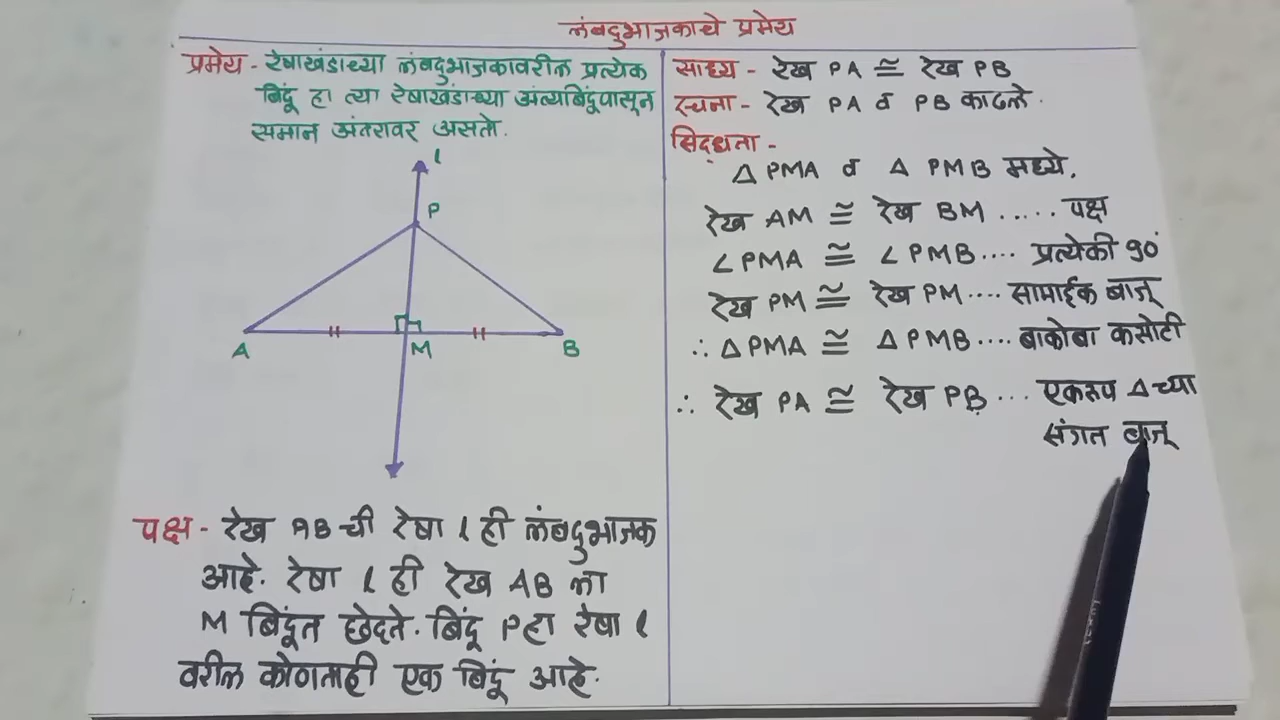 लंबदुभाजकाचे प्रमेय
प्रमेय - रेषाखंडाच्या लंबदुभाजकावरील प्रत्येक
बिंदू हा त्या रेषाखंडाच्या अंत्यबिंदूपासून
समान अंतरावर असतो.
l
P
A
M
B
पक्ष - रेख AB ची रेषा l ही लंबदुभाजक
आहे. रेषा l ही रेख AB ला
M बिंदूत छेदते. बिंदू P हा रेषा l
वरील कोणताही एक बिंदू आहे.
साध्य - रेख PA ≅ रेख PB
रचना - रेख PA व PB काढले.
सिद्धता -
Δ PMA व Δ PMB मध्ये,
रेख AM ≅ रेख BM ..... पक्ष
∠PMA ≅ ∠PMB .... प्रत्येकी 90°
रेख PM ≅ रेख PM .... सामाईक बाजू
∴ ΔPMA ≅ ΔPMB .... बाकोबा कसोटी
∴ रेख PA ≅ रेख PB ... एकरूप Δ च्या
संगत बाजू